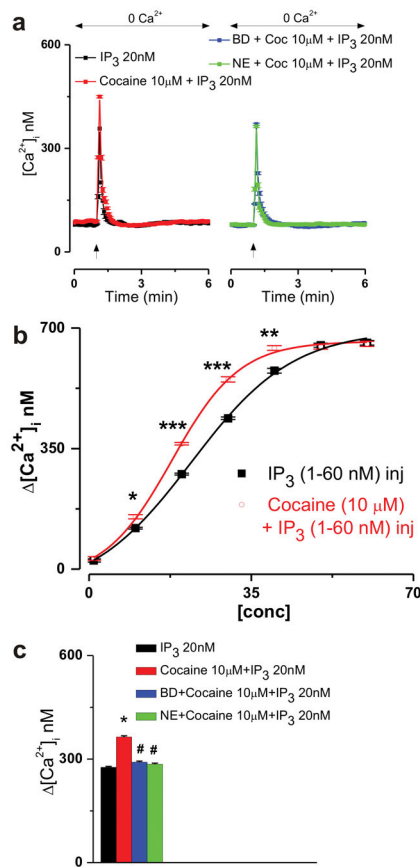 a
0 Ca²⁺
0 Ca²⁺
IP₃ 20nM
Cocaine 10μM + IP₃ 20nM
BD + Coc 10μM + IP₃ 20nM
NE + Coc 10μM + IP₃ 20nM
[Ca²⁺]ᵢ nM
600
300
0
0 3 6
0 3 6
Time (min)
Time (min)
b
Δ[Ca²⁺]ᵢ nM
700
350
0
* *** *** **
IP₃ (1-60 nM) inj
Cocaine (10 μM)
+ IP₃ (1-60 nM) inj
0 35 70
[conc]
c
Δ[Ca²⁺]ᵢ nM
600
300
0
IP₃ 20nM
Cocaine 10μM+IP₃ 20nM
BD+Cocaine 10μM+IP₃ 20nM
NE+Cocaine 10μM+IP₃ 20nM
* # #